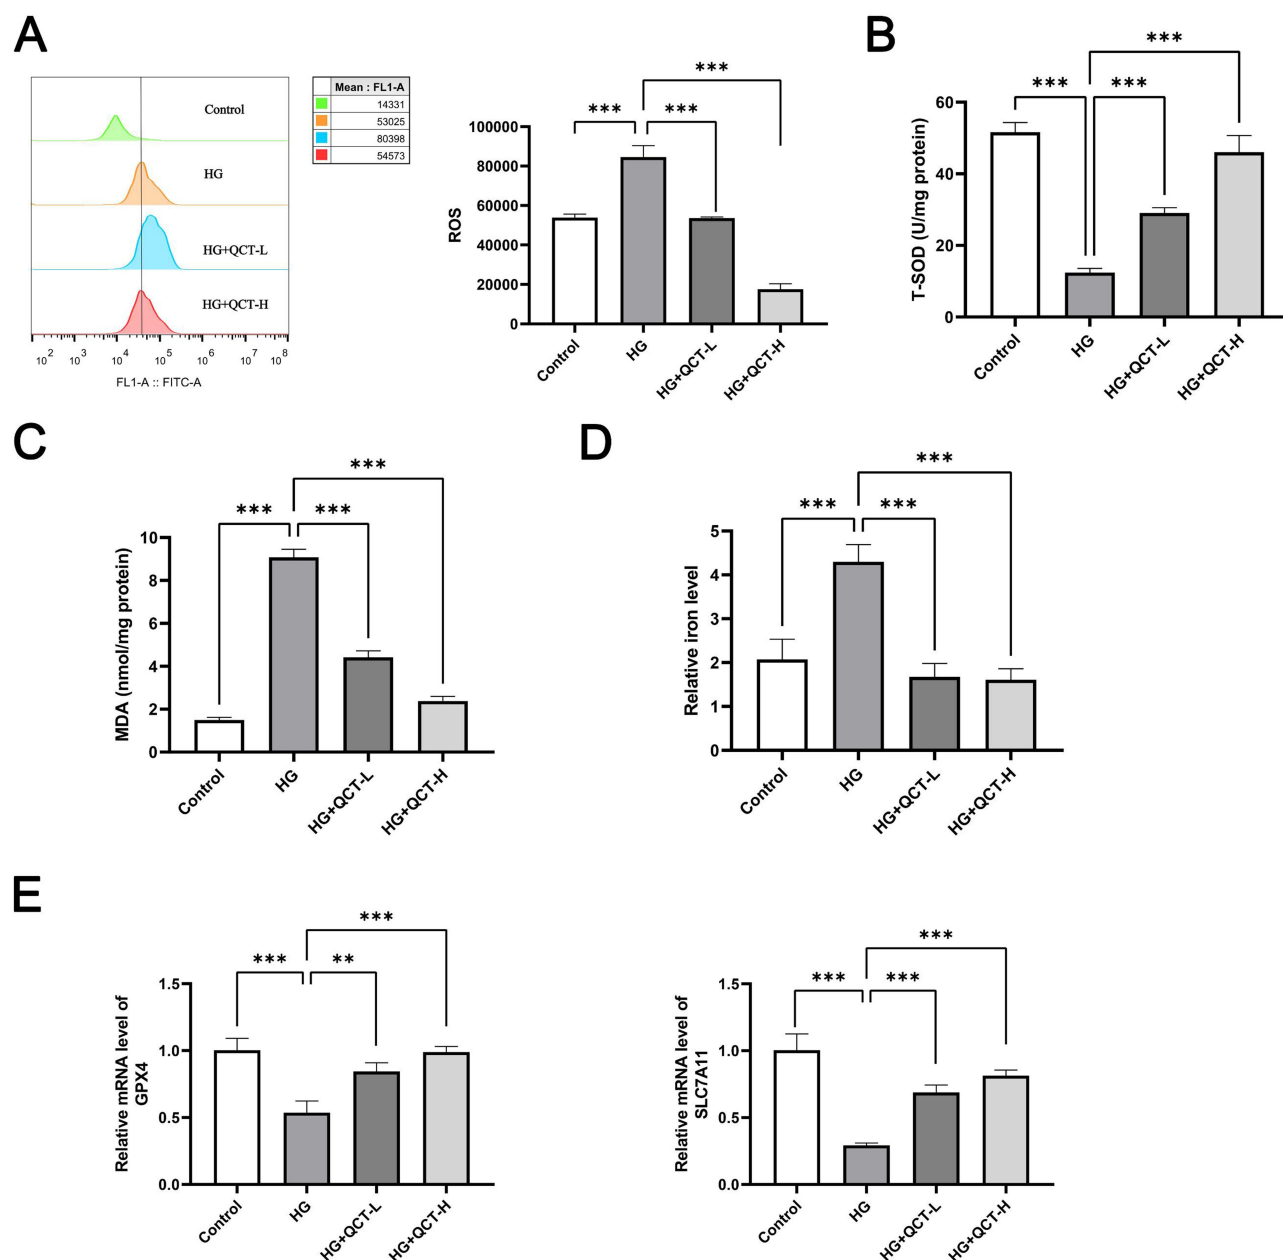 A
Control
HG
HG+QCT-L
HG+QCT-H
10^2 10^3 10^4 10^5 10^6 10^7 10^8
FL1-A :: FITC-A
Mean : FL1-A
14331
53025
80398
54573
*** ***
***
ROS
100000
80000
60000
40000
20000
0
Control
HG
HG+QCT-L
HG+QCT-H
B
***
*** ***
T-SOD (U/mg protein)
60
40
20
0
Control
HG
HG+QCT-L
HG+QCT-H
C
***
*** ***
MDA (nmol/mg protein)
10
8
6
4
2
0
Control
HG
HG+QCT-L
HG+QCT-H
D
***
*** ***
Relative iron level
5
4
3
2
1
0
Control
HG
HG+QCT-L
HG+QCT-H
E
***
*** **
Relative mRNA level of
GPX4
1.5
1.0
0.5
0.0
Control
HG
HG+QCT-L
HG+QCT-H
***
*** ***
Relative mRNA level of
SLC7A11
1.5
1.0
0.5
0.0
Control
HG
HG+QCT-L
HG+QCT-H